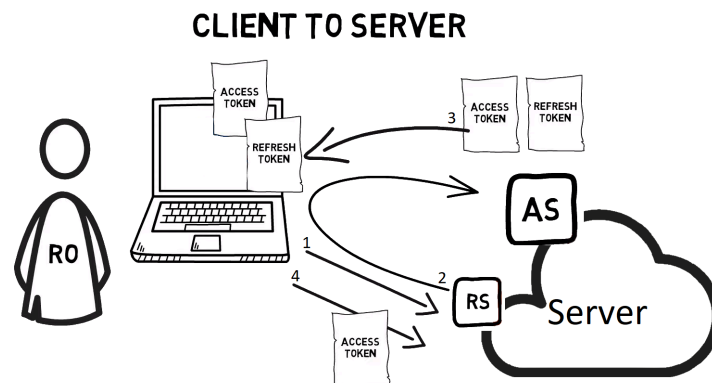 CLIENT TO SERVER
ACCESS
TOKEN
REFRESH
TOKEN
3
ACCESS
TOKEN
REFRESH
TOKEN
RO
1
4
2
AS
RS
Server
ACCESS
TOKEN